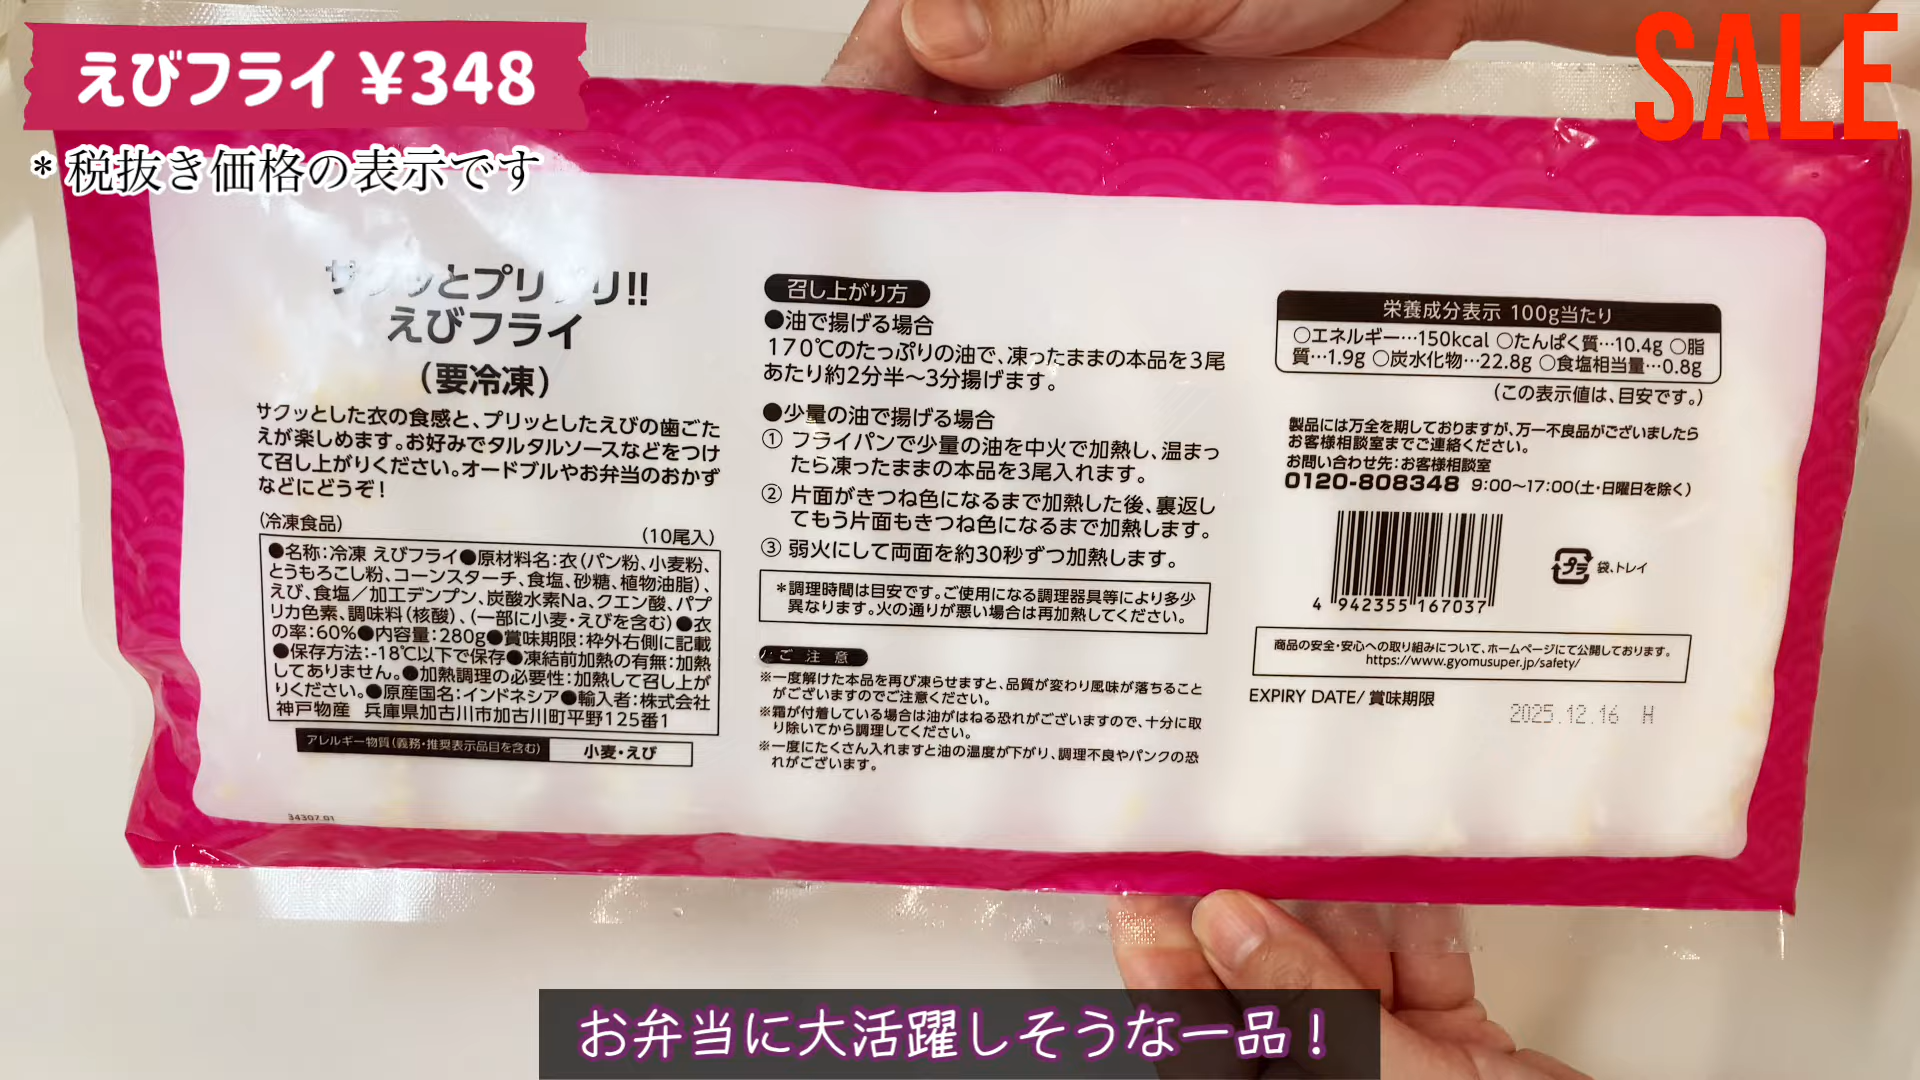 えびフライ ¥348
SALE
*税抜き価格の表示です
えびフライ
(要冷凍)
サクッとした衣の食感と、プリッとしたえびの歯ごた
えが楽しめます。お好みでタルタルソースなどをつけ
て召し上がりください。オードブルやお弁当のおかず
などにどうぞ!
(冷凍食品)
(10尾入)
●名称:冷凍 えびフライ●原材料名:衣(パン粉、小麦粉、
とうもろこし粉、コーンスターチ、食塩、砂糖、植物油脂)、
えび、食塩/加工デンプン、炭酸水素Na、クエン酸、パプ
リカ色素、調味料(核酸)、(一部に小麦・えびを含む)●衣
の率:60%●内容量:280g●賞味期限:枠外右側に記載
●保存方法:-18℃以下で保存●凍結前加熱の有無:加熱
してありません。●加熱調理の必要性:加熱して召し上が
りください。●原産国名:インドネシア●輸入者:株式会社
神戸物産 兵庫県加古川市加古川町平野125番1
アレルギー物質(義務・推奨表示品目を含む)
小麦・えび
34307 01
召し上がり方
●油で揚げる場合
170℃のたっぷりの油で、凍ったままの本品を3尾
あたり約2分半〜3分揚げます。
●少量の油で揚げる場合
① フライパンで少量の油を中火で加熱し、温まっ
たら凍ったままの本品を3尾入れます。
② 片面がきつね色になるまで加熱した後、裏返し
てもう片面もきつね色になるまで加熱します。
③ 弱火にして両面を約30秒ずつ加熱します。
*調理時間は目安です。ご使用になる調理器具等により多少
異なります。火の通りが悪い場合は再加熱してください。
ご注意
※一度解けた本品を再び凍らせますと、品質が変わり風味が落ちること
がございますのでご注意ください。
※霜が付着している場合は油がはねる恐れがございますので、十分に取
り除いてから調理してください。
※一度にたくさん入れますと油の温度が下がり、調理不良やパンクの恐
れがございます。
栄養成分表示 100g当たり
○エネルギー…150kcal ○たんぱく質…10.4g ○脂
質…1.9g ○炭水化物…22.8g ○食塩相当量…0.8g
(この表示値は、目安です。)
製品には万全を期しておりますが、万一不良品がございましたら
お客様相談室までご連絡ください。
お問い合わせ先:お客様相談室
0120-808348 9:00〜17:00(土・日曜日を除く)
4 942355 167037
プラ 袋、トレイ
商品の安全・安心への取り組みについて、ホームページにて公開しております。
https://www.gyomusuper.jp/safety/
EXPIRY DATE/ 賞味期限
2025.12.16 H
お弁当に大活躍しそうな一品!